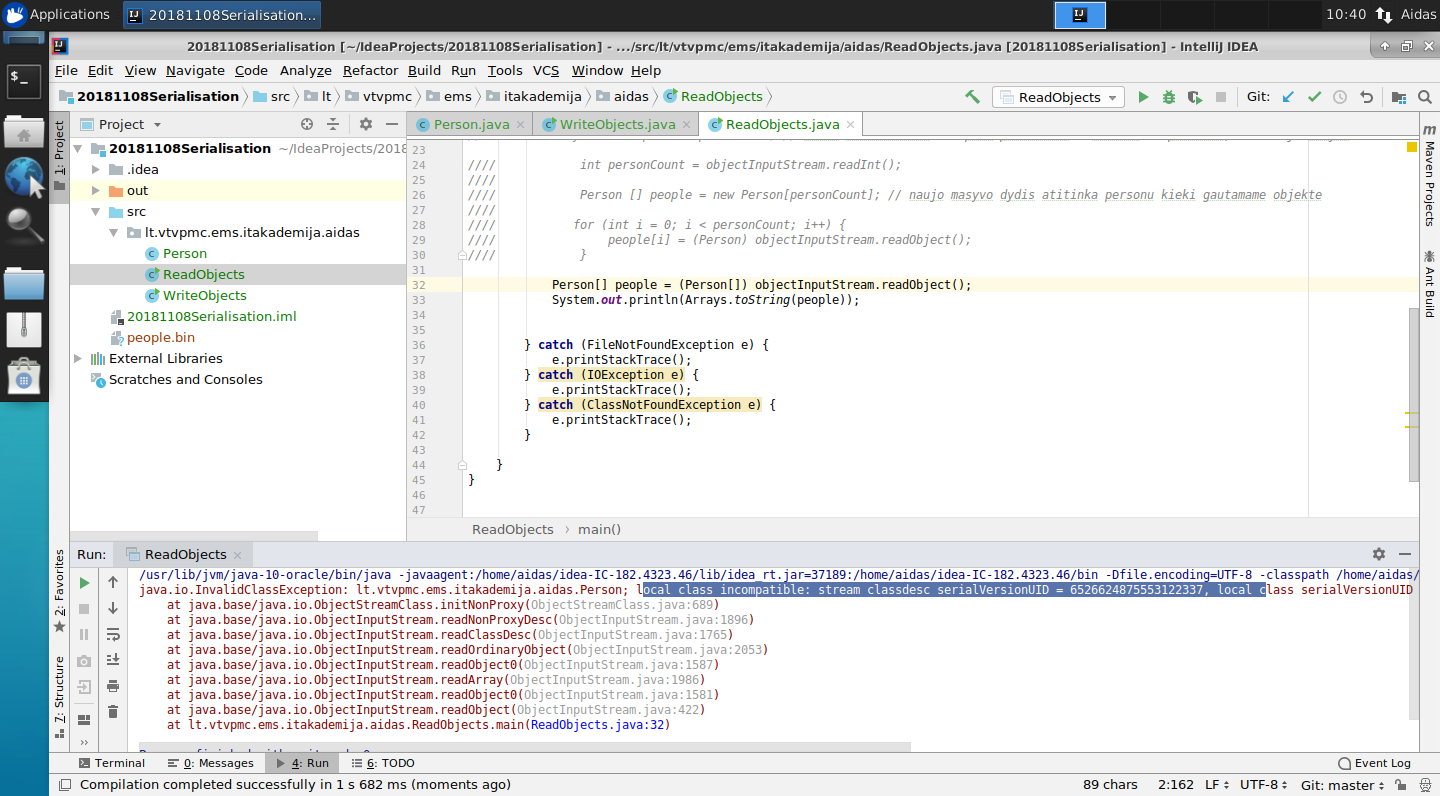 Applications
20181108Serialisation...
10:40
Aidas
20181108Serialisation [~/IdeaProjects/20181108Serialisation] - .../src/lt/vtvpmc/ems/itakademija/aidas/ReadObjects.java [20181108Serialisation] - IntelliJ IDEA
File Edit View Navigate Code Analyze Refactor Build Run Tools VCS Window Help
20181108Serialisation src lt vtvpmc ems itakademija aidas ReadObjects
ReadObjects
Git:
1: Project
2: Favorites
7: Structure
Project
20181108Serialisation ~/IdeaProjects/2018
.idea
out
src
lt.vtvpmc.ems.itakademija.aidas
Person
ReadObjects
WriteObjects
20181108Serialisation.iml
people.bin
External Libraries
Scratches and Consoles
Person.java
WriteObjects.java
ReadObjects.java
23
24 //// int personCount = objectInputStream.readInt();
25 ////
26 //// Person [] people = new Person[personCount]; // naujo masyvo dydis atitinka personu kieki gautamame objekte
27 ////
28 //// for (int i = 0; i < personCount; i++) {
29 //// people[i] = (Person) objectInputStream.readObject();
30 //// }
31
32 Person[] people = (Person[]) objectInputStream.readObject();
33 System.out.println(Arrays.toString(people));
34
35
36 } catch (FileNotFoundException e) {
37 e.printStackTrace();
38 } catch (IOException e) {
39 e.printStackTrace();
40 } catch (ClassNotFoundException e) {
41 e.printStackTrace();
42 }
43
44 }
45 }
46
47
ReadObjects › main()
Maven Projects
Ant Build
Run: ReadObjects
/usr/lib/jvm/java-10-oracle/bin/java -javaagent:/home/aidas/idea-IC-182.4323.46/lib/idea_rt.jar=37189:/home/aidas/idea-IC-182.4323.46/bin -Dfile.encoding=UTF-8 -classpath /home/aidas/
java.io.InvalidClassException: lt.vtvpmc.ems.itakademija.aidas.Person; local class incompatible: stream classdesc serialVersionUID = 6526624875553122337, local class serialVersionUID
at java.base/java.io.ObjectStreamClass.initNonProxy(ObjectStreamClass.java:689)
at java.base/java.io.ObjectInputStream.readNonProxyDesc(ObjectInputStream.java:1896)
at java.base/java.io.ObjectInputStream.readClassDesc(ObjectInputStream.java:1765)
at java.base/java.io.ObjectInputStream.readOrdinaryObject(ObjectInputStream.java:2053)
at java.base/java.io.ObjectInputStream.readObject0(ObjectInputStream.java:1587)
at java.base/java.io.ObjectInputStream.readArray(ObjectInputStream.java:1986)
at java.base/java.io.ObjectInputStream.readObject0(ObjectInputStream.java:1581)
at java.base/java.io.ObjectInputStream.readObject(ObjectInputStream.java:422)
at lt.vtvpmc.ems.itakademija.aidas.ReadObjects.main(ReadObjects.java:32)
Terminal 0: Messages 4: Run 6: TODO
Event Log
Compilation completed successfully in 1 s 682 ms (moments ago)
89 chars 2:162 LF UTF-8 Git: master